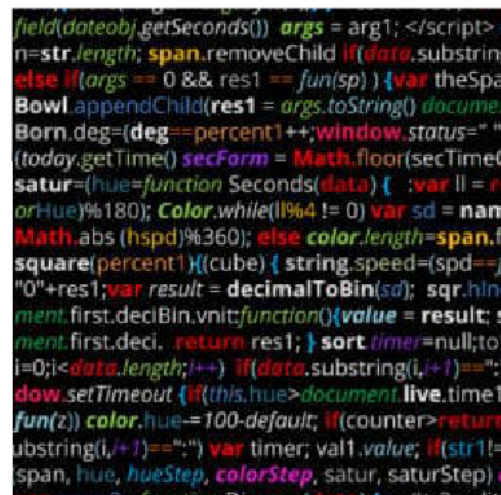 field(dateobj.getSeconds()) args = arg1; </script>
n=str.length; span.removeChild if(data.substrin
else if(args == 0 && res1 == fun(sp) ) {var theSpa
Bowl.appendChild(res1 = args.toString() docume
Born.deg=(deg==percent1++;window.status="
(today.getTime() secForm = Math.floor(secTime
satur=(hue=function Seconds(data) { :var ll = r
orHue)%180); Color.while(ll%4 != 0) var sd = nam
Math.abs (hspd)%360); else color.length=span.f
square(percent1){(cube) { string.speed=(spd==
"0"+res1;var result = decimalToBin(sd); sqr.hin
ment.first.deciBin.vnit:function(){value = result; s
ment.first.deci. return res1; } sort timer=null;to
i=0;i<data.length;i++) if(data.substring(i,i+1)==":
dow.setTimeout {if(this.hue>document.live.time1
fun(z)) color.hue-=100-default; if(counter>return
ubstring(i,i+1)==":") var timer; val1.value; if(str1!=
(span, hue, hueStep, colorStep, satur, saturStep)